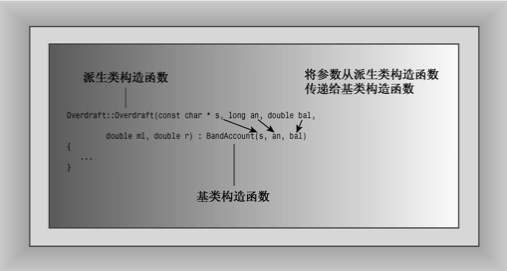 派生类构造函数
将参数从派生类构造函数
传递给基类构造函数
Overdraft::Overdraft(const char * s, long an, double bal,
double ml, double r) : BandAccount(s, an, bal)
{
...
}
基类构造函数